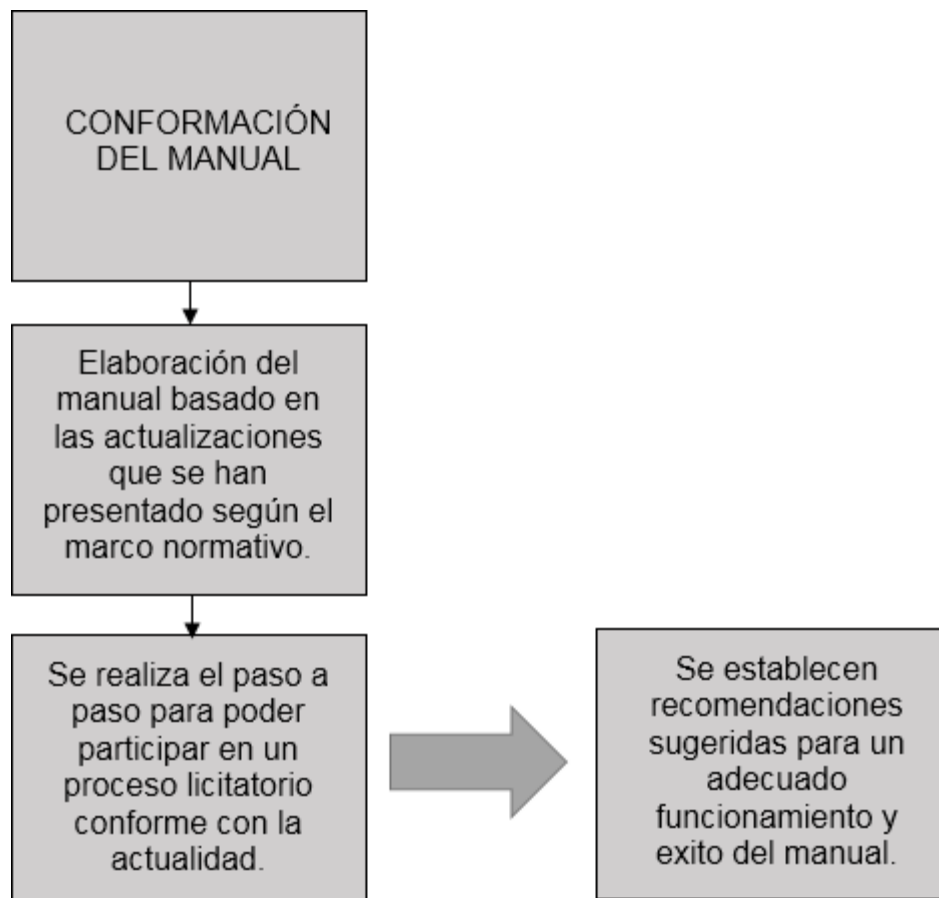 CONFORMACIÓN
DEL MANUAL
Elaboración del
manual basado en
las actualizaciones
que se han
presentado según el
marco normativo.
Se realiza el paso a
paso para poder
participar en un
proceso licitatorio
conforme con la
actualidad.
Se establecen
recomendaciones
sugeridas para un
adecuado
funcionamiento y
exito del manual.